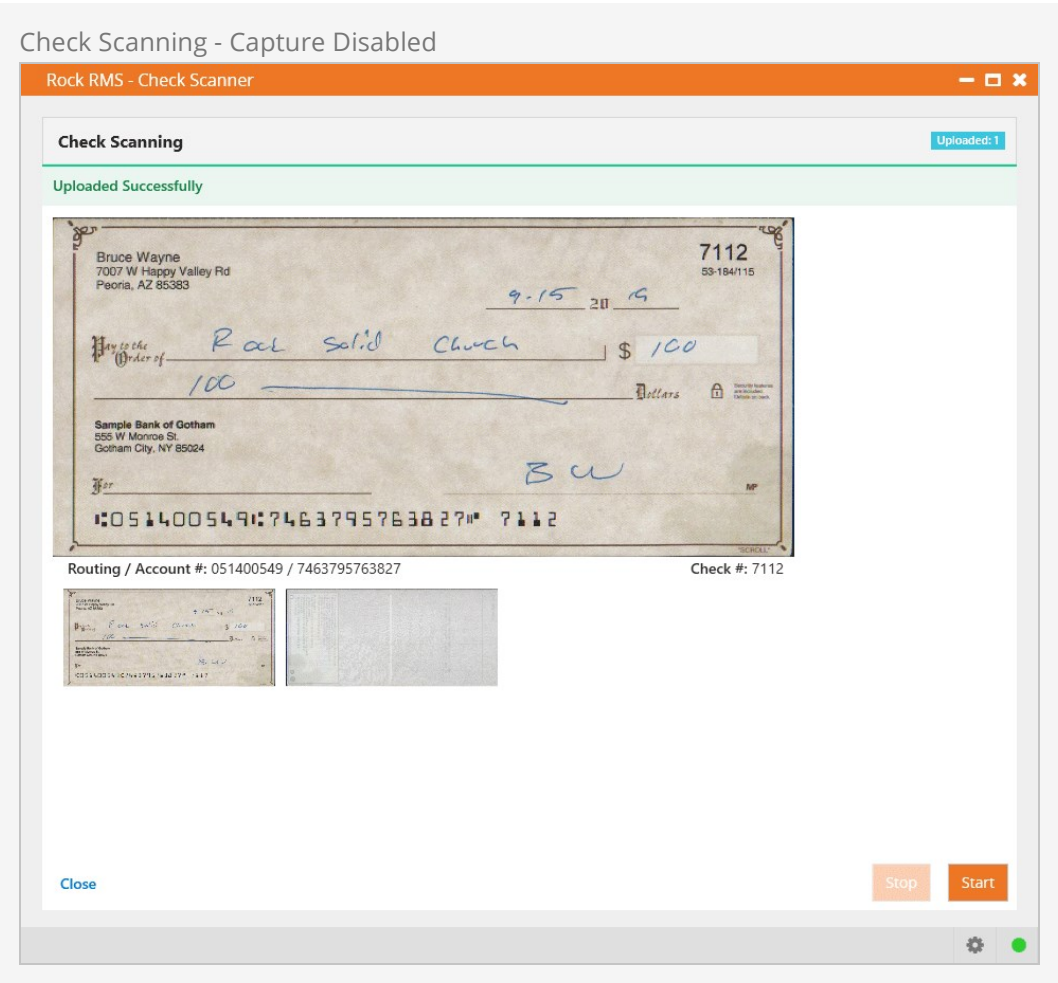 Check Scanning - Capture Disabled
Rock RMS - Check Scanner
Check Scanning
Uploaded: 1
Uploaded Successfully
Bruce Wayne
7112
7007 W Happy Valley Rd
53-184/115
Peoria, AZ 85383
9-15 20 19
Pay to the
Order of Rock Solid Church $ 100
100 Dollars
Sample Bank of Gotham
555 W Monroe St.
Gotham City, NY 85024
For BW MP
⑆051400549⑆7463795763827⑈ 7112
"SCROLL"
Routing / Account #: 051400549 / 7463795763827 Check #: 7112
Close
Stop
Start